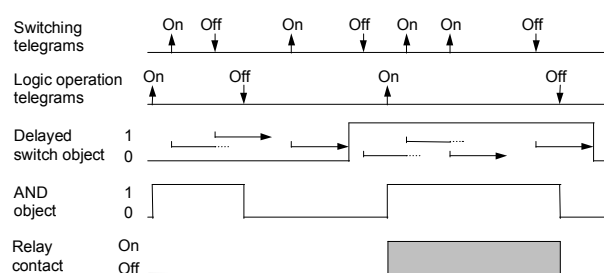 Switching On Off On Off On On Off
telegrams
Logic operation On Off On Off
telegrams
Delayed 1
switch object 0
AND 1
object 0
Relay On
contact Off